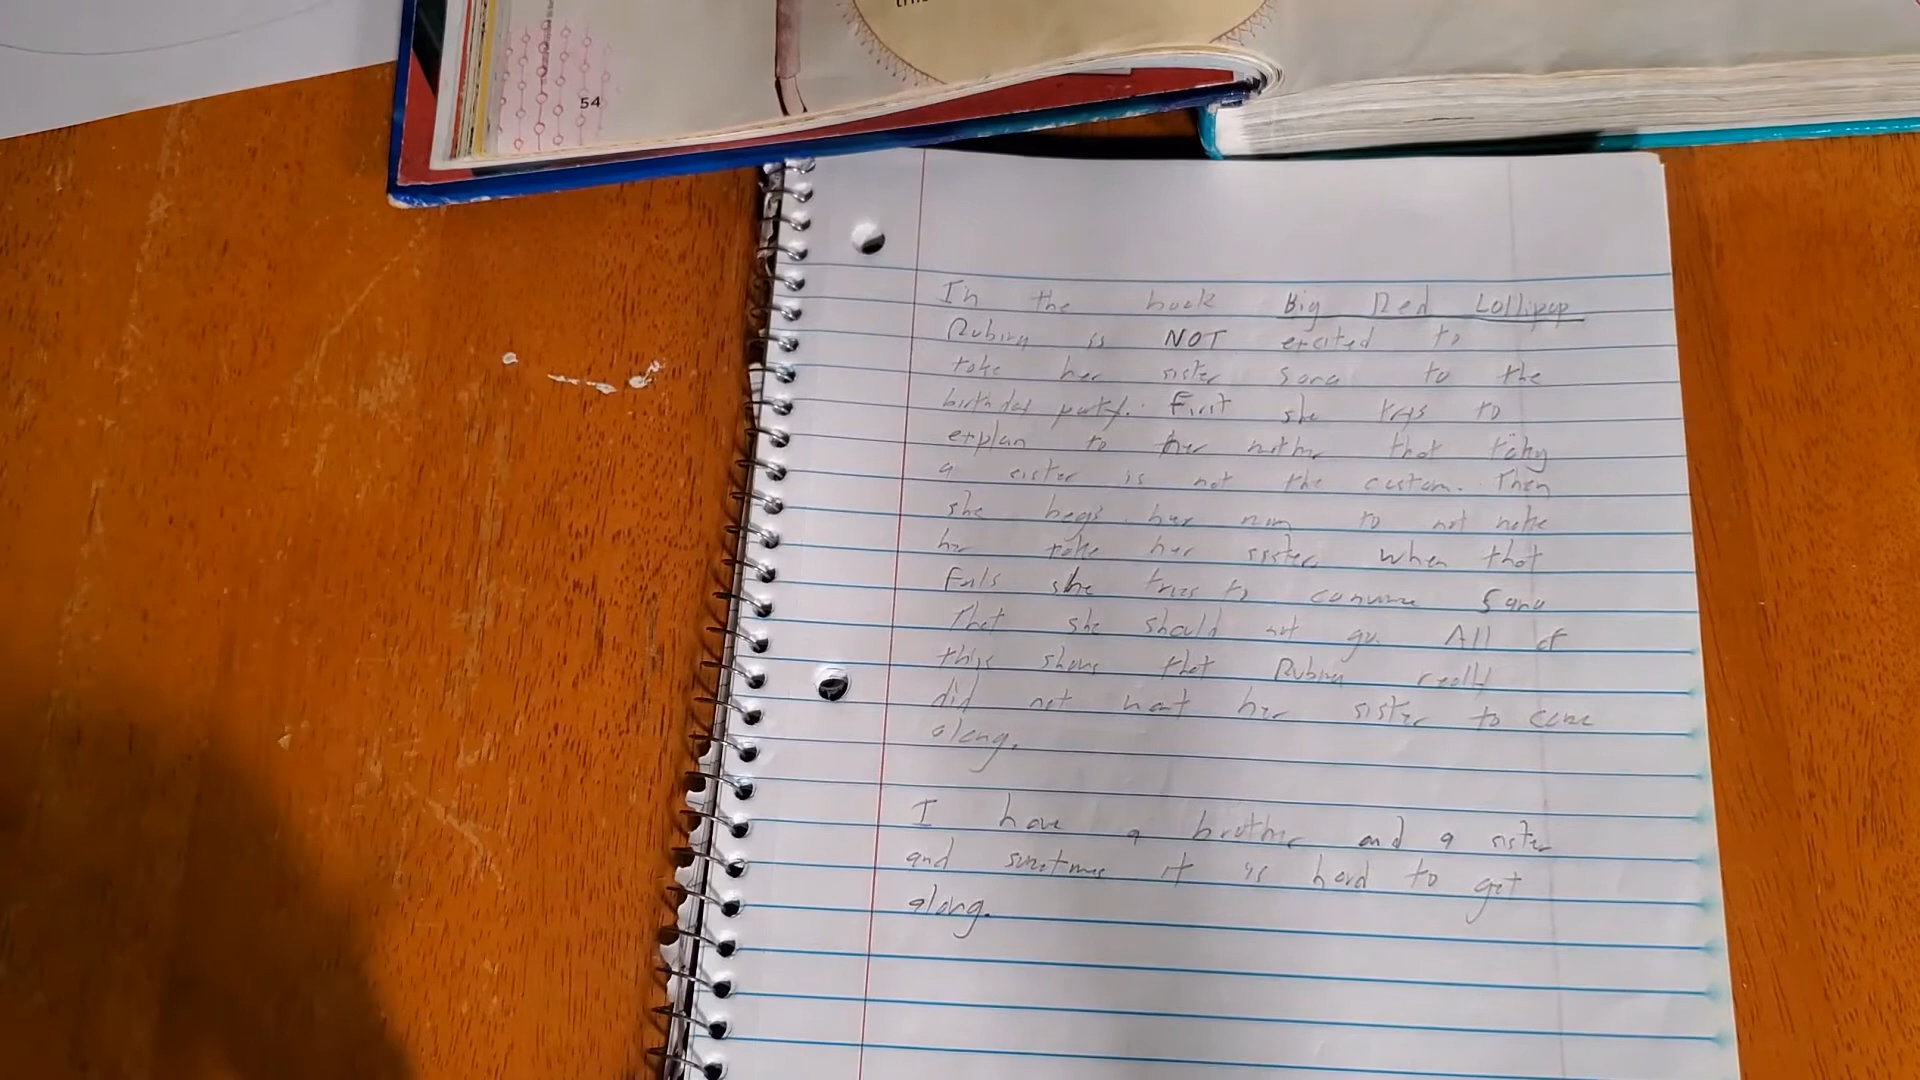 54
In the book Big Red Lollipop
Rubina is NOT excited to
take her sister Sana to the
birthday party. First she trys to
explan to her mother that taking
a sister is not the custom. Then
she begs her mom to not make
her take her sister. When that
Fails she tries to convince Sana
That she should not go. All of
this shows that Rubina really
did not want her sister to come
along.
I have a brother and a sister
and sometimes it is hard to get
along.